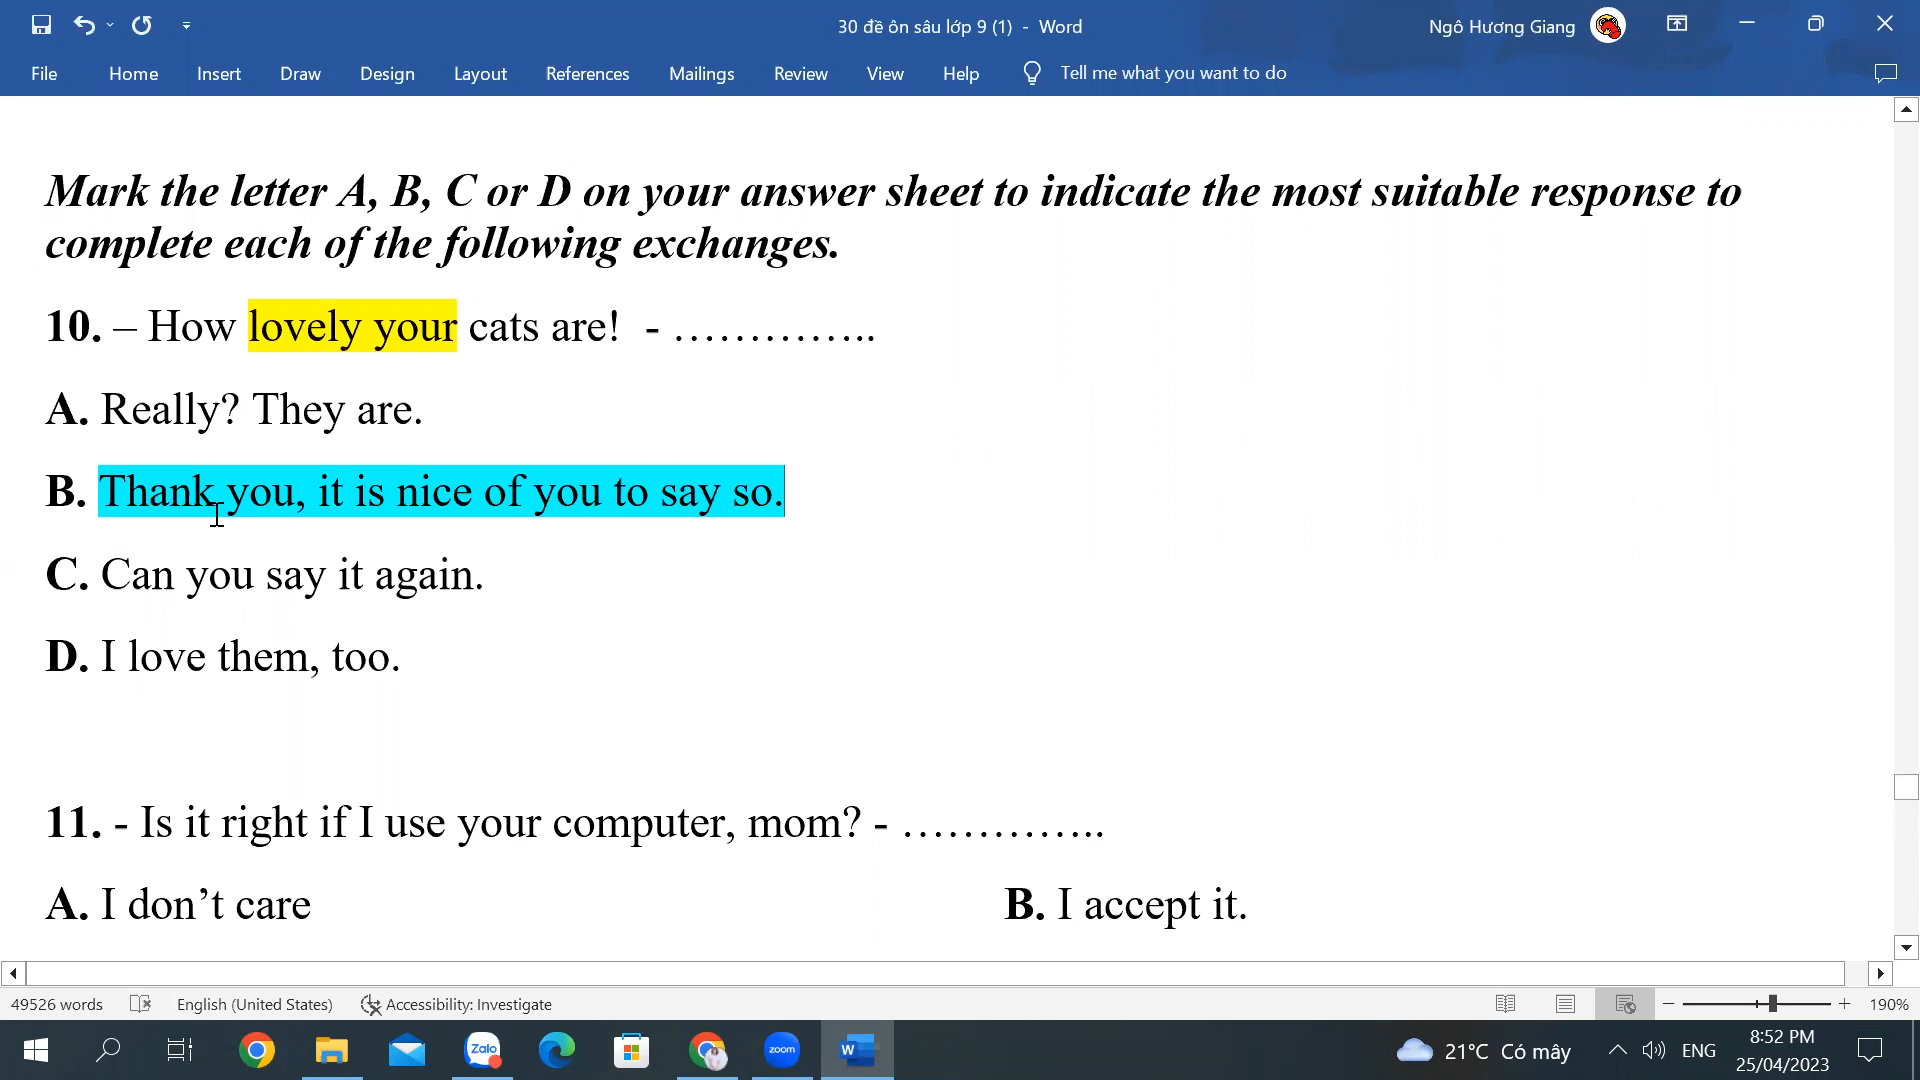 30 đề ôn sâu lớp 9 (1) - Word
Ngô Hương Giang
File Home Insert Draw Design Layout References Mailings Review View Help Tell me what you want to do
Mark the letter A, B, C or D on your answer sheet to indicate the most suitable response to
complete each of the following exchanges.
10. – How lovely your cats are!  - …………..
A. Really? They are.
B. Thank you, it is nice of you to say so.
C. Can you say it again.
D. I love them, too.
11. - Is it right if I use your computer, mom? - …………..
A. I don’t care B. I accept it.
49526 words English (United States) Accessibility: Investigate 190%
Zalo zoom W 21°C Có mây ENG 8:52 PM
25/04/2023